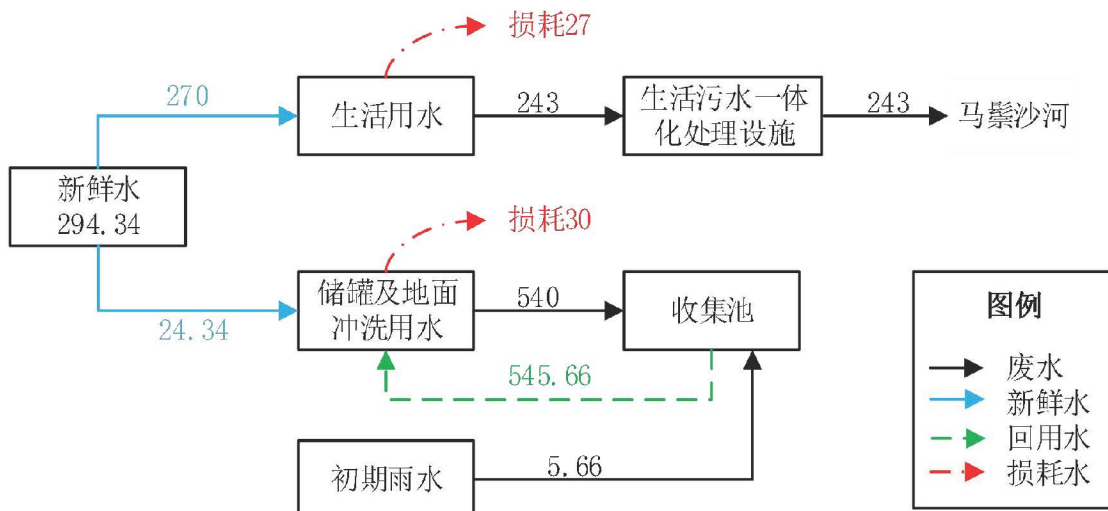 损耗27
270
生活用水
243
生活污水一体
化处理设施
243
马鬃沙河
新鲜水
294.34
损耗30
24.34
储罐及地面
冲洗用水
540
收集池
545.66
初期雨水
5.66
图例
废水
新鲜水
回用水
损耗水